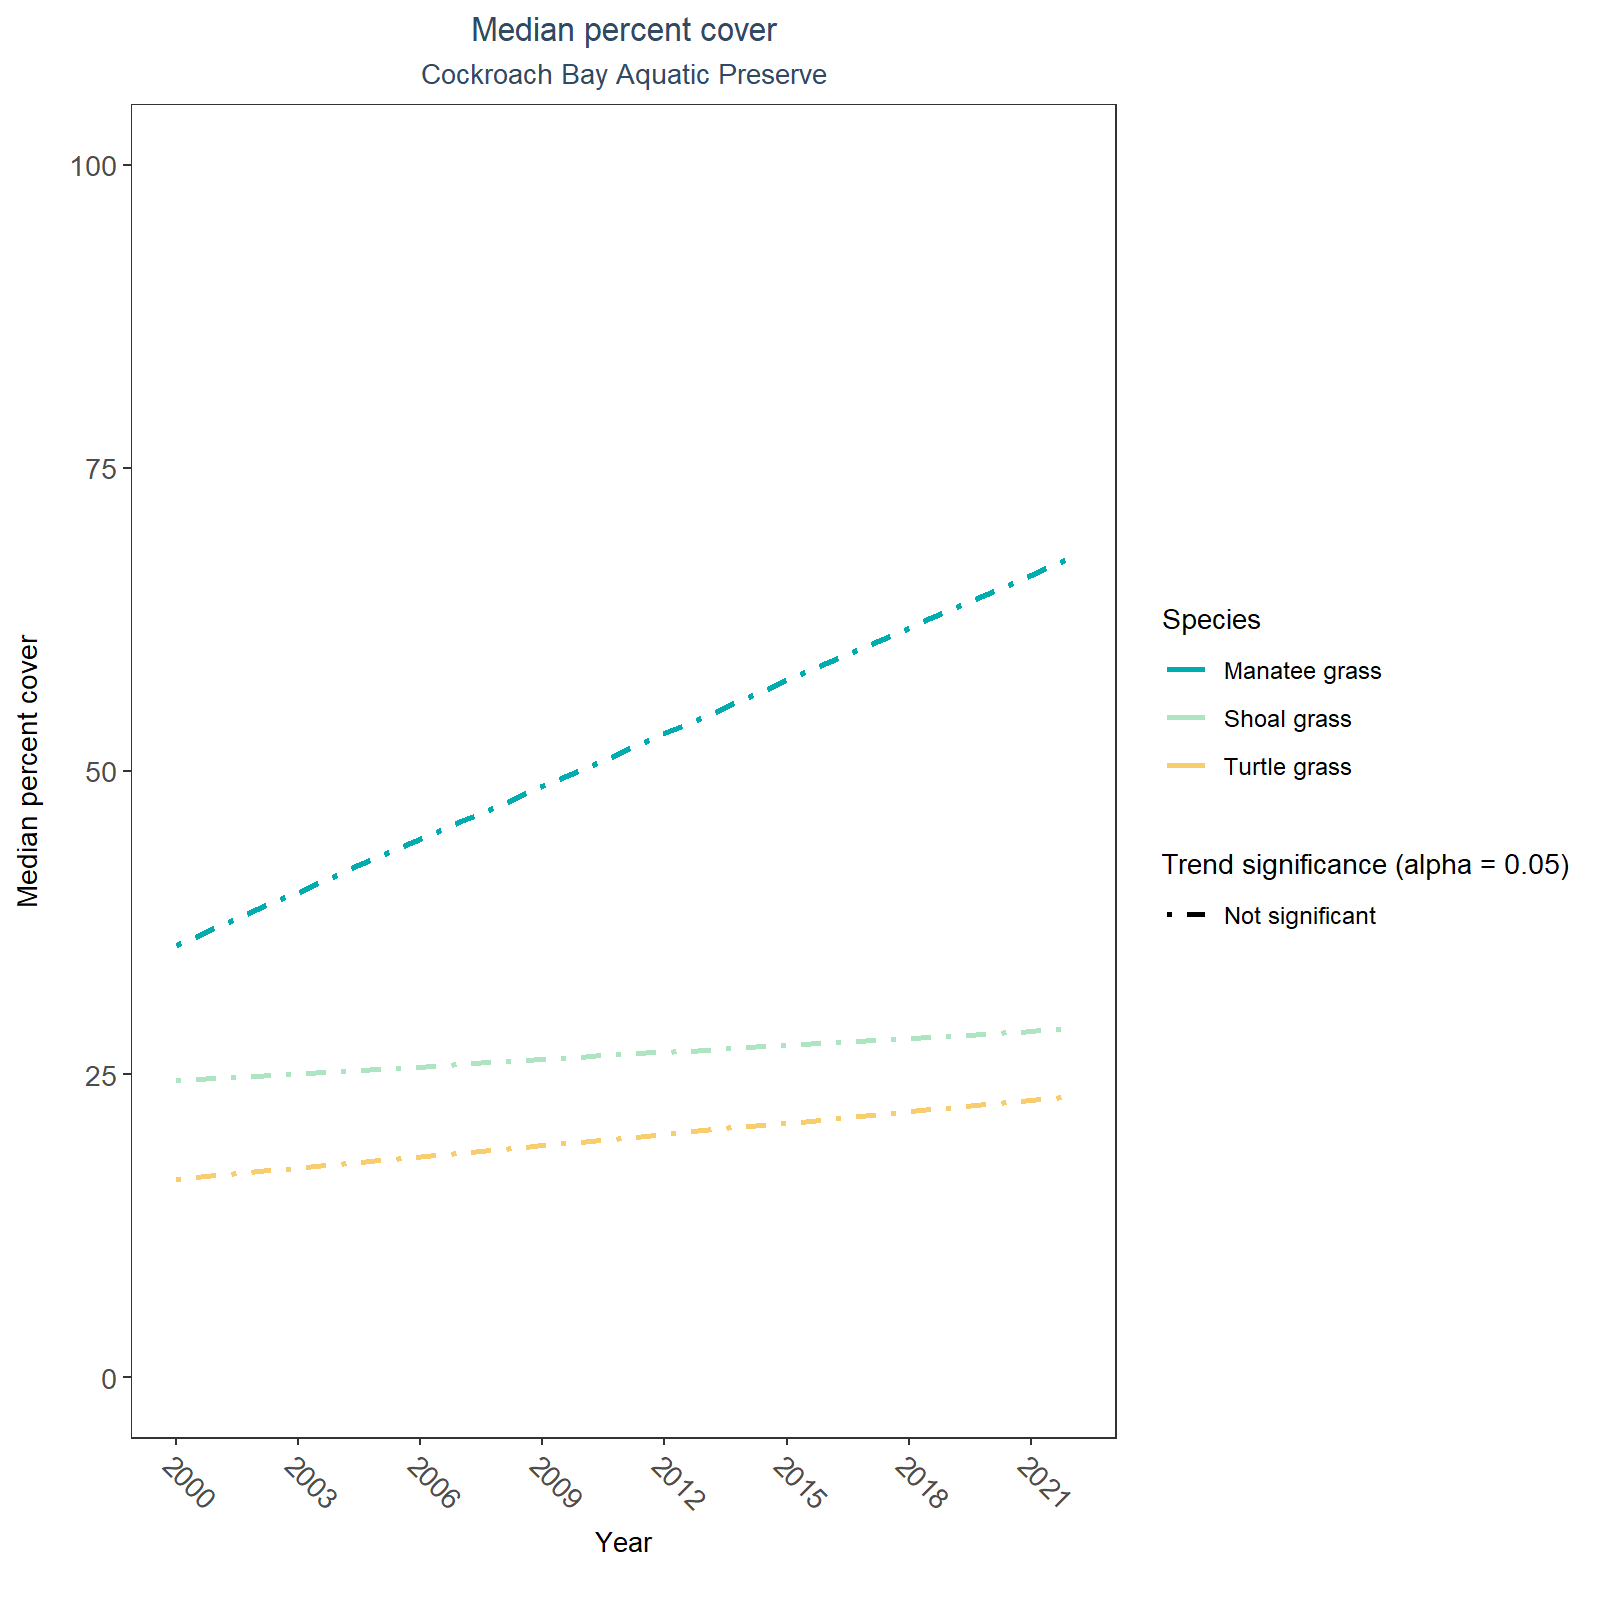 Median percent cover
Cockroach Bay Aquatic Preserve
Median percent cover
100
75
50
25
0
2000
2003
2006
2009
2012
2015
2018
2021
Year
Species
Manatee grass
Shoal grass
Turtle grass
Trend significance (alpha = 0.05)
Not significant